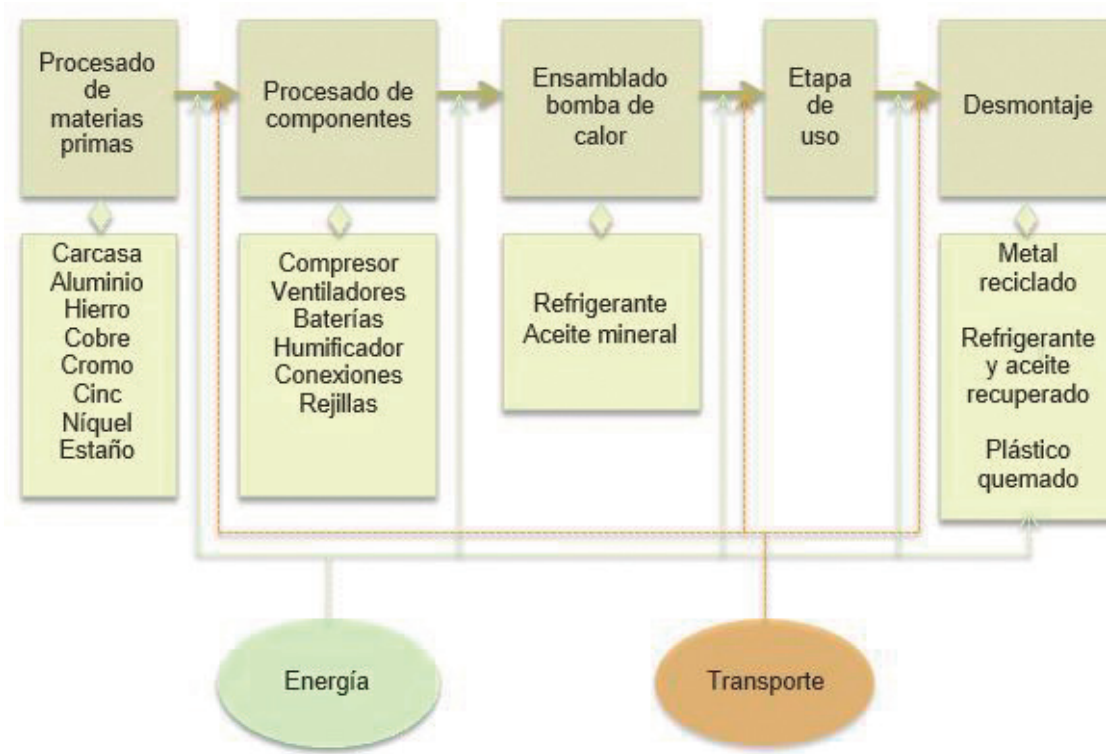 Procesado
de
materias
primas
Procesado de
componentes
Ensamblado
bomba de
calor
Etapa
de
uso
Desmontaje
Carcasa
Aluminio
Hierro
Cobre
Cromo
Cinc
Níquel
Estaño
Compresor
Ventiladores
Baterías
Humificador
Conexiones
Rejillas
Refrigerante
Aceite mineral
Metal
reciclado
Refrigerante
y aceite
recuperado
Plástico
quemado
Energía
Transporte